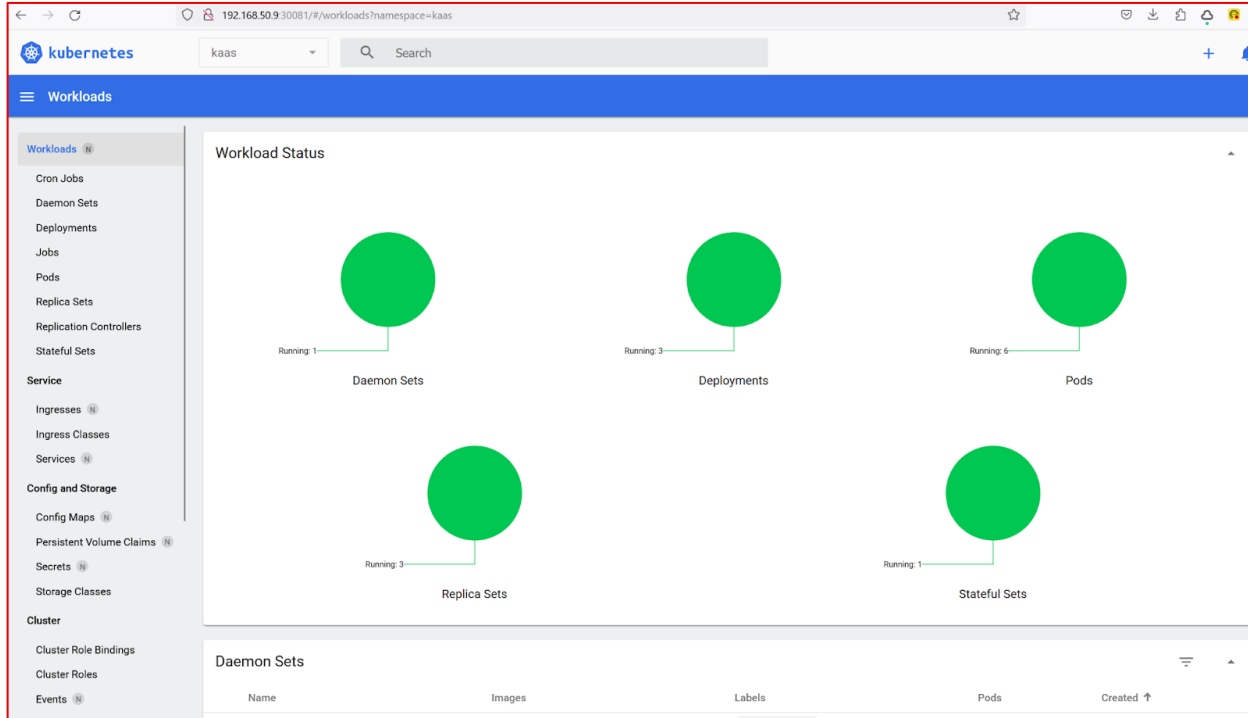 192.168.50.9:30081/#/workloads?namespace=kaas
kubernetes
kaas
Search
Workloads
Workloads N
Cron Jobs
Daemon Sets
Deployments
Jobs
Pods
Replica Sets
Replication Controllers
Stateful Sets
Service
Ingresses N
Ingress Classes
Services N
Config and Storage
Config Maps N
Persistent Volume Claims N
Secrets N
Storage Classes
Cluster
Cluster Role Bindings
Cluster Roles
Events N
Workload Status
Running: 1
Daemon Sets
Running: 3
Deployments
Running: 6
Pods
Running: 3
Replica Sets
Running: 1
Stateful Sets
Daemon Sets
Name Images Labels Pods Created ↑